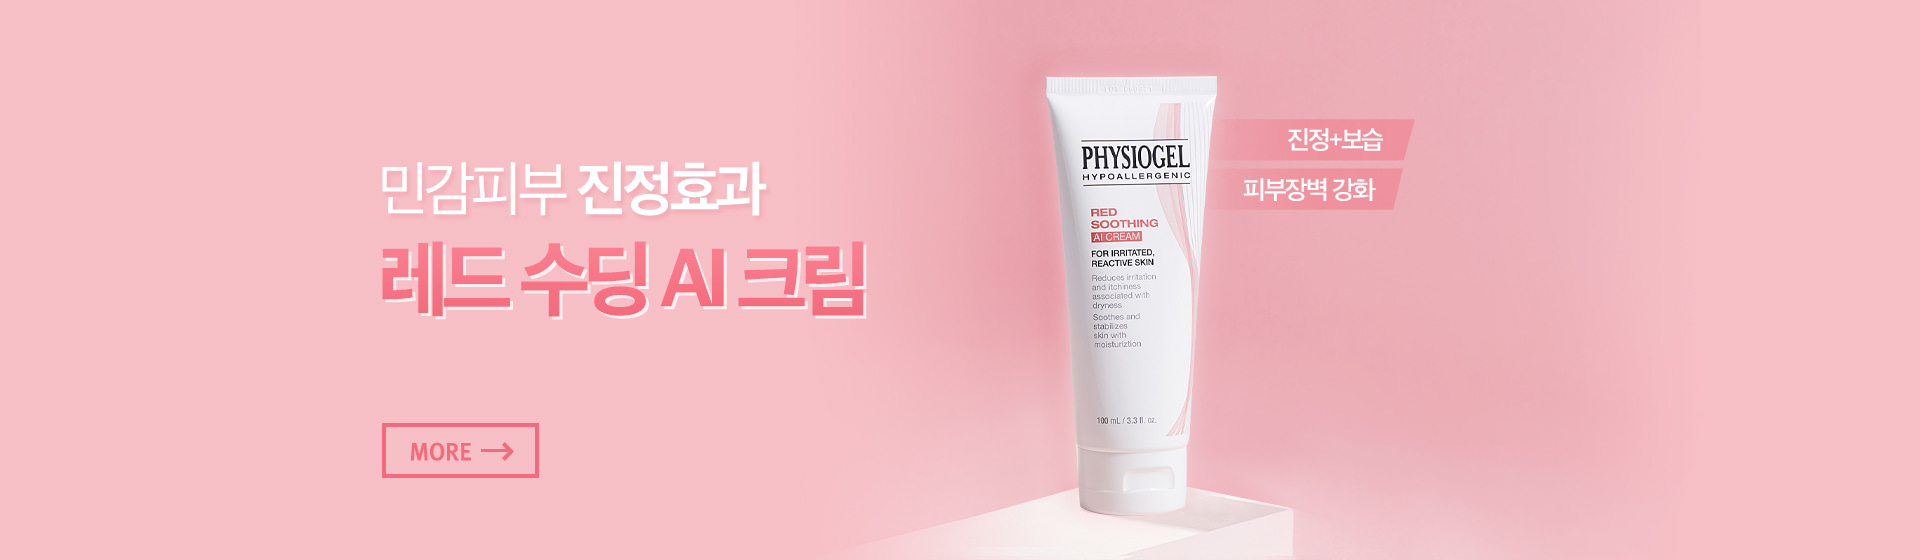 민감피부 진정효과
레드 수딩 AI 크림
MORE
PHYSIOGEL
HYPOALLERGENIC
RED
SOOTHING
AI CREAM
FOR IRRITATED,
REACTIVE SKIN
Reduces irritation
and itchiness
associated with
dryness
Soothes and
stabilizes
skin with
moisturiztion
100 mL / 3.3 fl. oz.
진정+보습
피부장벽 강화